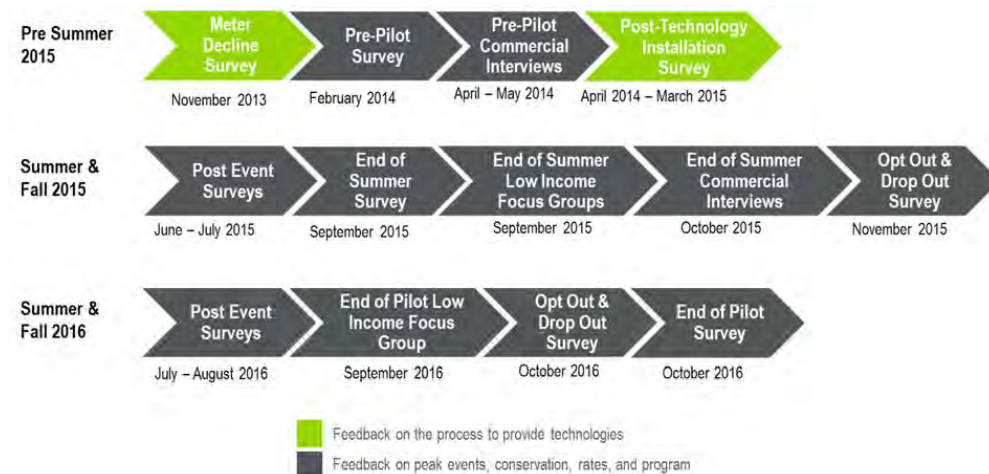 Pre Summer
2015
Meter
Decline
Survey
Pre-Pilot
Survey
Pre-Pilot
Commercial
Interviews
Post-Technology
Installation
Survey
November 2013
February 2014
April – May 2014
April 2014 – March 2015
Summer &
Fall 2015
Post Event
Surveys
End of
Summer
Survey
End of Summer
Low Income
Focus Groups
End of Summer
Commercial
Interviews
Opt Out &
Drop Out
Survey
June – July 2015
September 2015
September 2015
October 2015
November 2015
Summer &
Fall 2016
Post Event
Surveys
End of Pilot Low
Income Focus
Group
Opt Out &
Drop Out
Survey
End of Pilot
Survey
July – August 2016
September 2016
October 2016
October 2016
Feedback on the process to provide technologies
Feedback on peak events, conservation, rates, and program